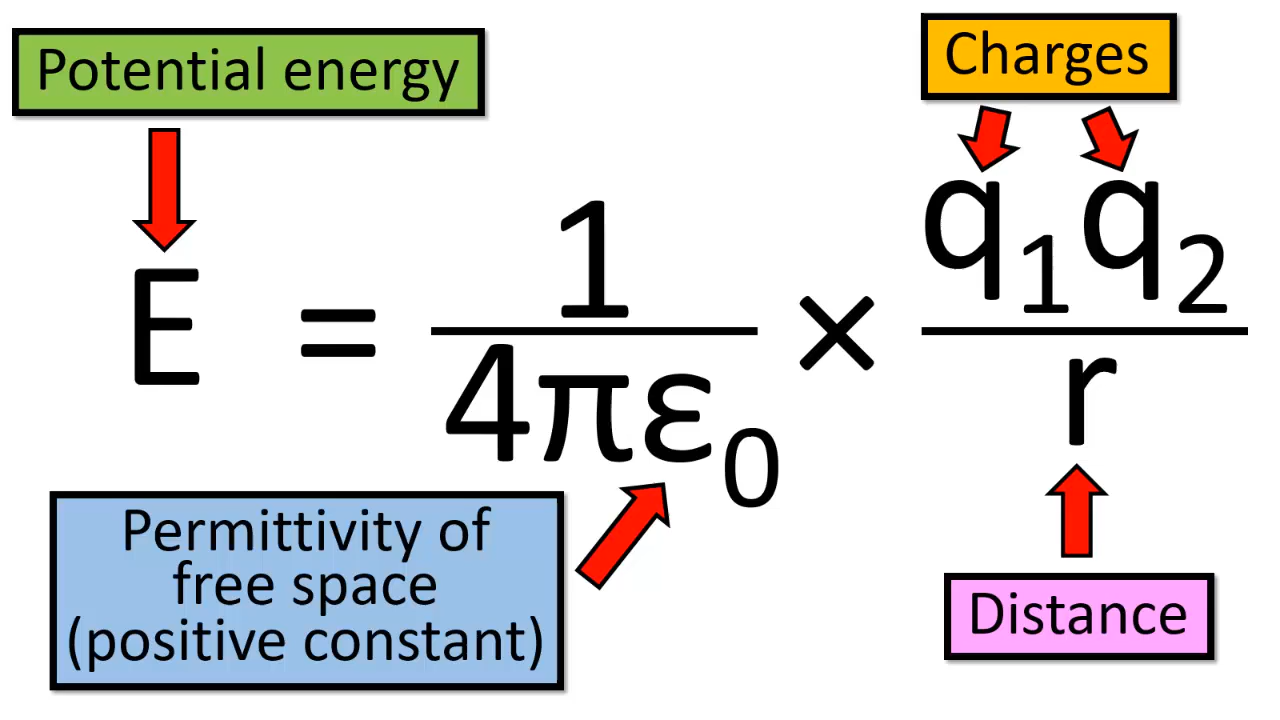 Potential energy
Charges
E = 1/4πε₀ × q₁q₂/r
Permittivity of
free space
(positive constant)
Distance